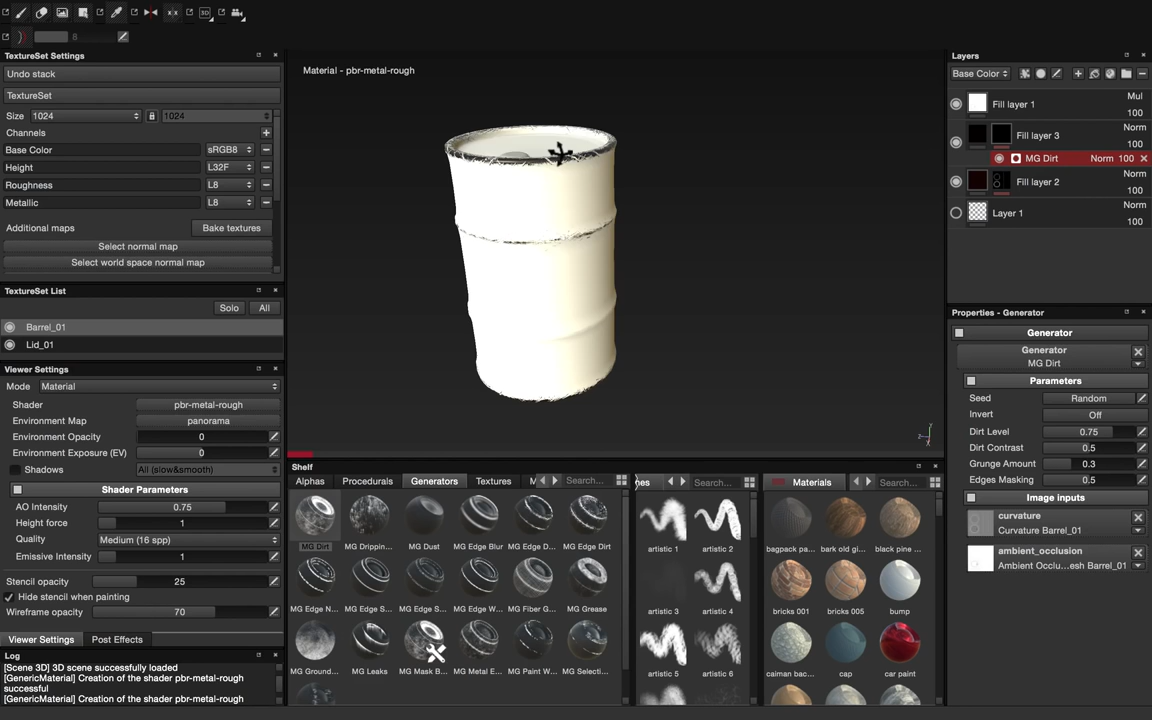 3D
8
TextureSet Settings
Undo stack
TextureSet
Size 1024 1024
Channels
Base Color sRGB8
Height L32F
Roughness L8
Metallic L8
Additional maps Bake textures
Select normal map
Select world space normal map
TextureSet List
Solo All
Barrel_01
Lid_01
Viewer Settings
Mode Material
Shader pbr-metal-rough
Environment Map panorama
Environment Opacity 0
Environment Exposure (EV) 0
Shadows All (slow&smooth)
Shader Parameters
AO Intensity 0.75
Height force 1
Quality Medium (16 spp)
Emissive Intensity 1
Stencil opacity 25
Hide stencil when painting
Wireframe opacity 70
Viewer Settings Post Effects
Log
[Scene 3D] 3D scene successfully loaded
[GenericMaterial] Creation of the shader pbr-metal-rough
successful
[GenericMaterial] Creation of the shader pbr-metal-rough
Material - pbr-metal-rough
Shelf
Alphas Procedurals Generators Textures M Search...
MG Dirt MG Drippin... MG Dust MG Edge Blur MG Edge D... MG Edge Dirt
MG Edge N... MG Edge S... MG Edge S... MG Edge W... MG Fiber G... MG Grease
MG Ground... MG Leaks MG Mask B... MG Metal E... MG Paint W... MG Selecti...
Search...
artistic 1 artistic 2
artistic 3 artistic 4
artistic 5 artistic 6
Materials Search...
bagpack pa... bark old gi... black pine ...
bricks 001 bricks 005 bump
caiman bac... cap car paint
Layers
Base Color
Fill layer 1 Mul
100
Fill layer 3 Norm
100
MG Dirt Norm 100
Fill layer 2 Norm
100
Layer 1 Norm
100
Properties - Generator
Generator
Generator
MG Dirt
Parameters
Seed Random
Invert Off
Dirt Level 0.75
Dirt Contrast 0.5
Grunge Amount 0.3
Edges Masking 0.5
Image inputs
curvature
Curvature Barrel_01
ambient_occlusion
Ambient Occlu...esh Barrel_01